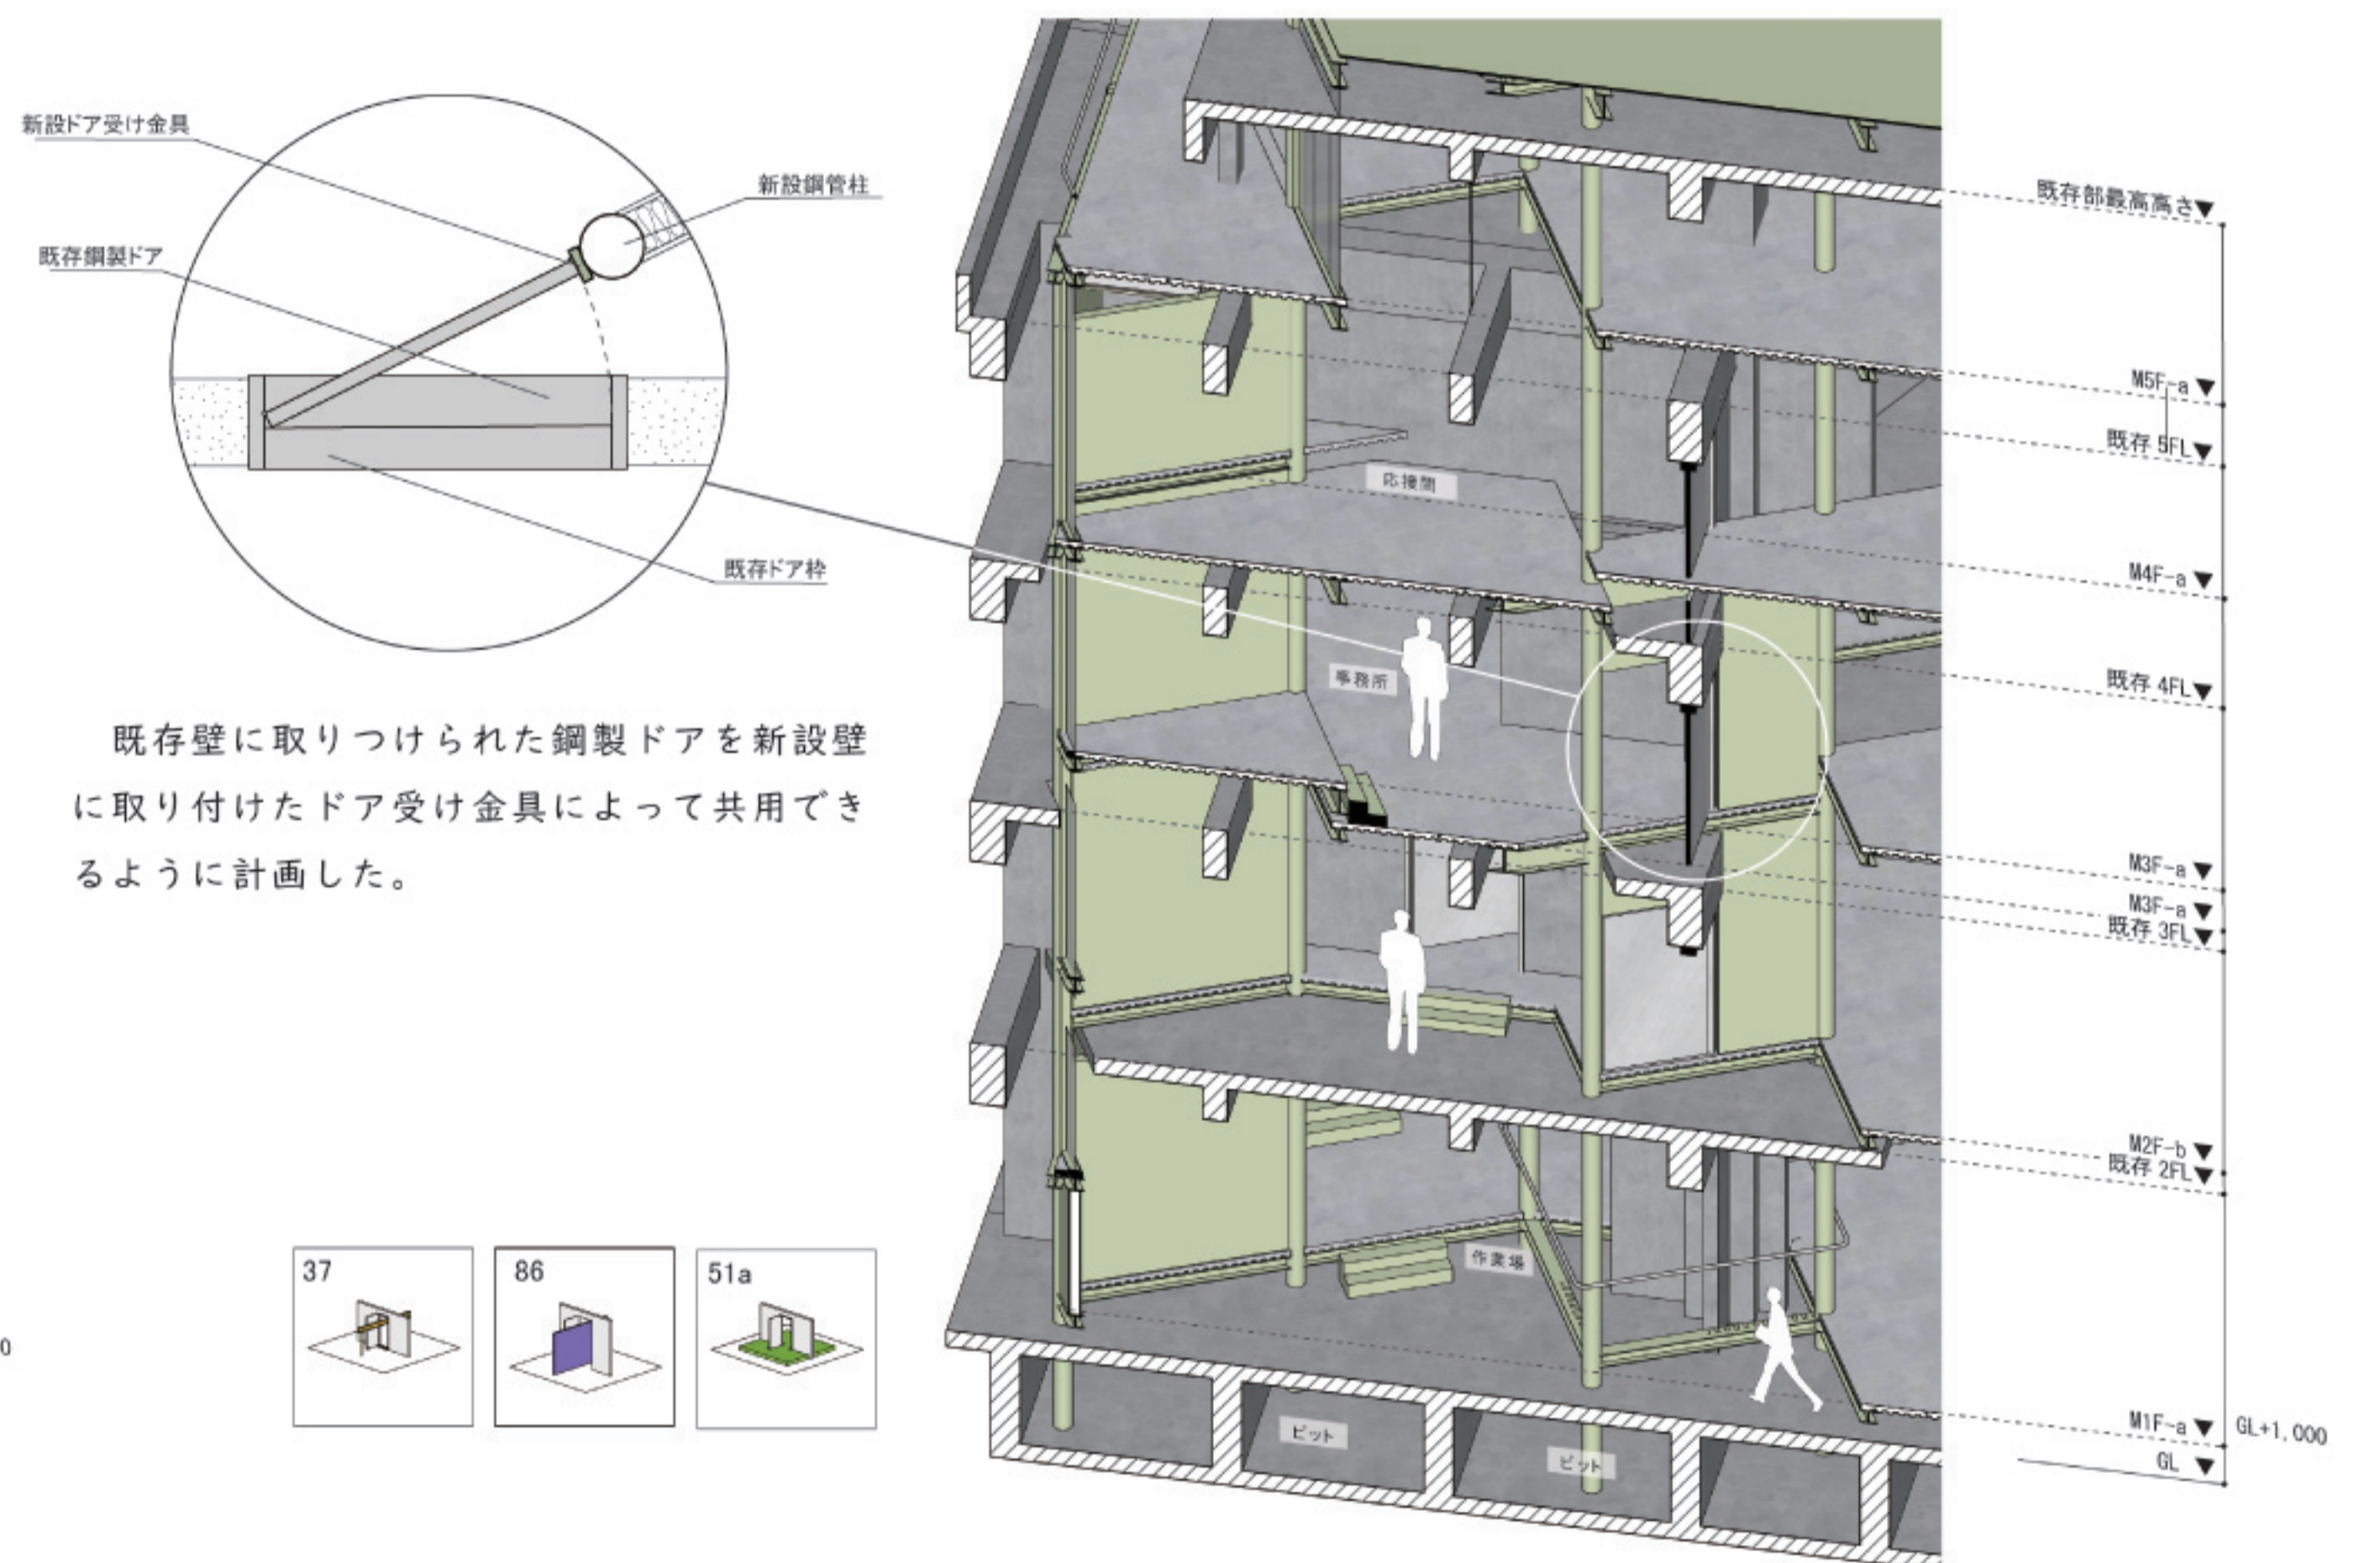 新設ドア受け金具
新設鋼管柱
既存鋼製ドア
既存ドア枠
既存壁に取りつけられた鋼製ドアを新設壁
に取り付けたドア受け金具によって共用でき
るように計画した。
37
86
51a
0
応接間
事務所
作業場
ピット
ピット
既存部最高高さ▼
M5F-a ▼
既存 5FL▼
M4F-a ▼
既存 4FL▼
M3F-a ▼
M3F-a ▼
既存 3FL▼
M2F-b ▼
既存 2FL▼
M1F-a ▼ GL+1,000
GL ▼